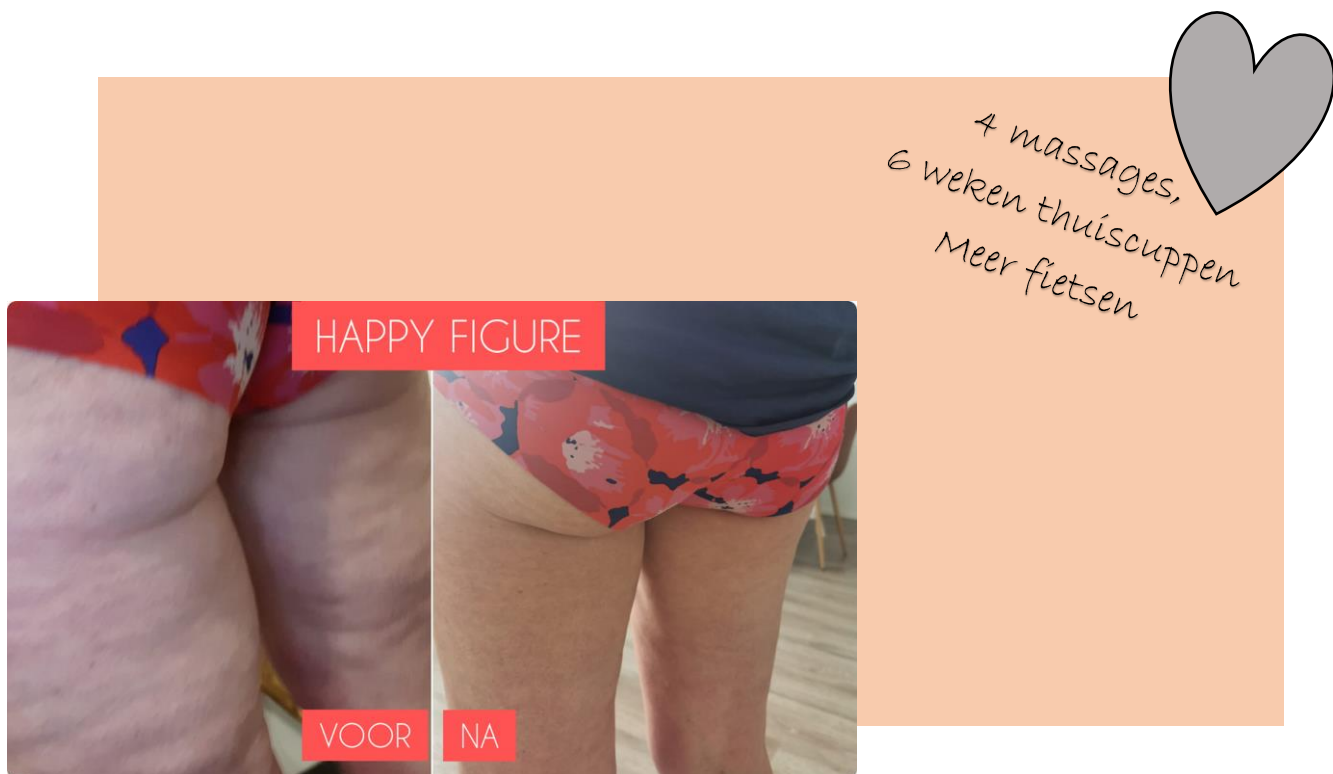 4 massages,
6 weken thuiscuppen
Meer fietsen
HAPPY FIGURE
VOOR
NA